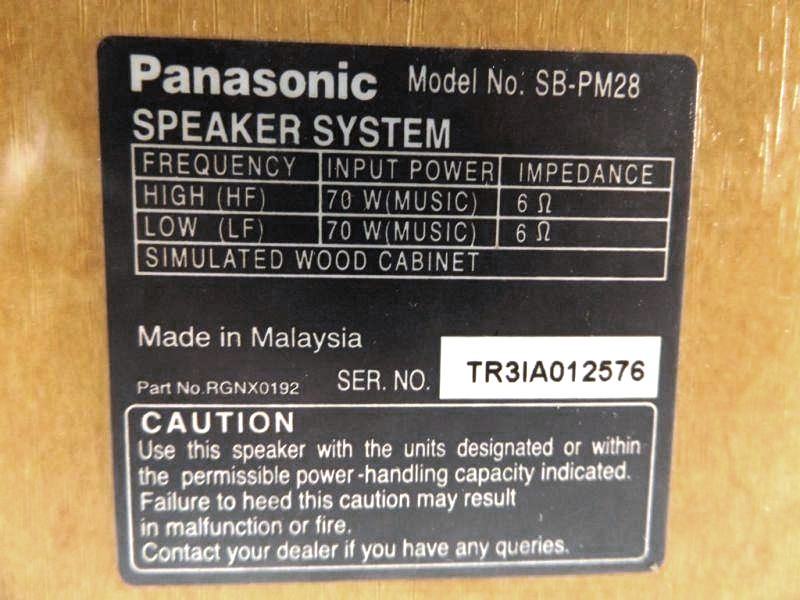 Panasonic Model No. SB-PM28
SPEAKER SYSTEM
FREQUENCY INPUT POWER IMPEDANCE
HIGH (HF) 70 W(MUSIC) 6 Ω
LOW (LF) 70 W(MUSIC) 6 Ω
SIMULATED WOOD CABINET
Made in Malaysia
Part No.RGNX0192 SER. NO. TR3IA012576
CAUTION
Use this speaker with the units designated or within
the permissible power-handling capacity indicated.
Failure to heed this caution may result
in malfunction or fire.
Contact your dealer if you have any queries.